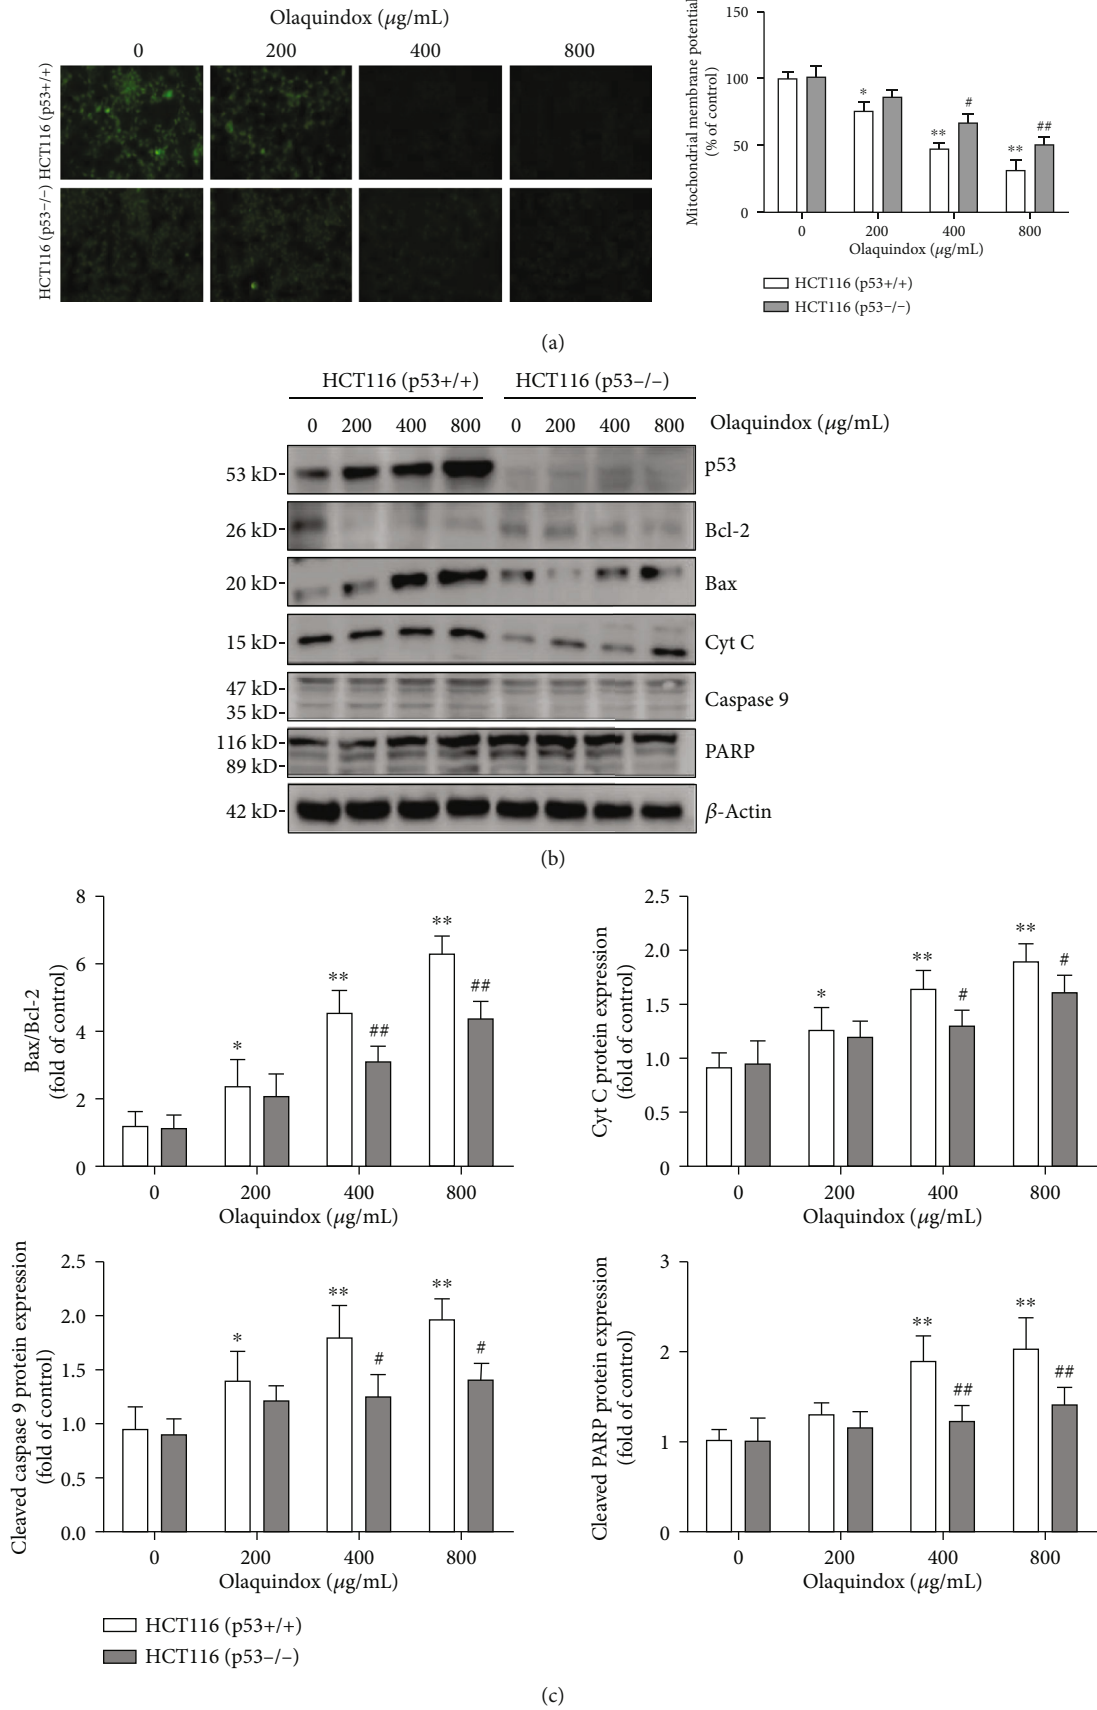 Olaquindox (μg/mL)
0 200 400 800
HCT116 (p53+/+)
HCT116 (p53−/−)
Mitochondrial membrane potential
(% of control)
150
100
50
0
*
**
#
**
##
0 200 400 800
Olaquindox (μg/mL)
HCT116 (p53+/+)
HCT116 (p53−/−)
(a)
HCT116 (p53+/+) HCT116 (p53−/−)
0 200 400 800 0 200 400 800 Olaquindox (μg/mL)
53 kD- p53
26 kD- Bcl-2
20 kD- Bax
15 kD- Cyt C
47 kD-
35 kD-
Caspase 9
116 kD-
89 kD-
PARP
42 kD- β-Actin
(b)
Bax/Bcl-2
(fold of control)
8
6
4
2
0
*
**
##
**
##
0 200 400 800
Olaquindox (μg/mL)
Cyt C protein expression
(fold of control)
2.5
2.0
1.5
1.0
0.5
0
*
**
#
**
#
0 200 400 800
Olaquindox (μg/mL)
Cleaved caspase 9 protein expression
(fold of control)
2.5
2.0
1.5
1.0
0.5
0.0
*
**
#
**
#
0 200 400 800
Olaquindox (μg/mL)
Cleaved PARP protein expression
(fold of control)
3
2
1
0
**
##
**
##
0 200 400 800
Olaquindox (μg/mL)
HCT116 (p53+/+)
HCT116 (p53−/−)
(c)